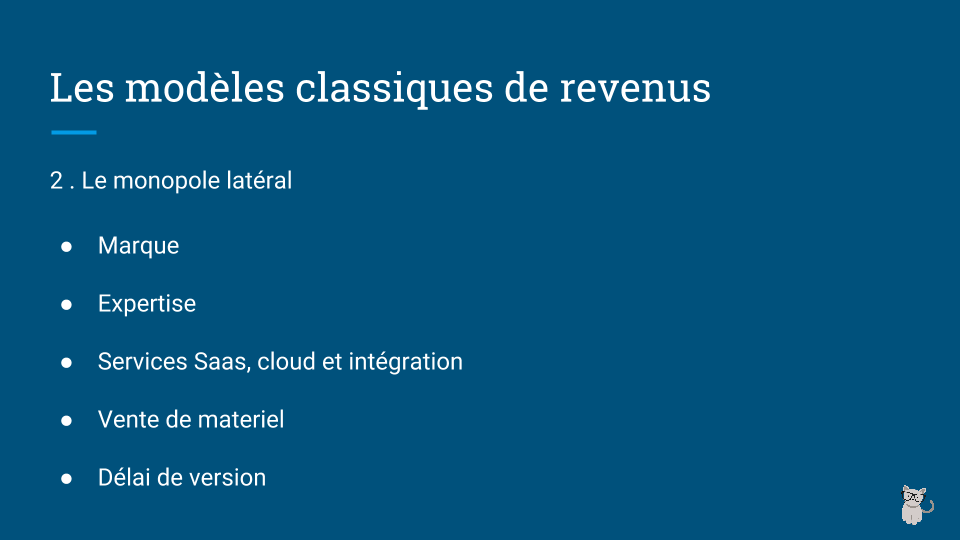 Les modèles classiques de revenus
2 . Le monopole latéral
● Marque
● Expertise
● Services Saas, cloud et intégration
● Vente de materiel
● Délai de version